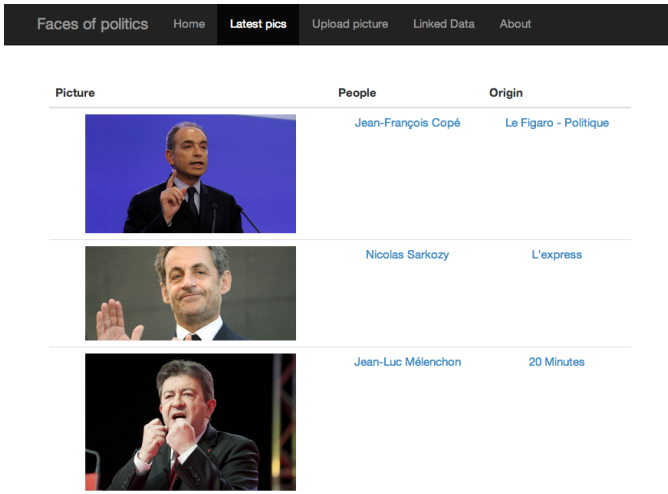 Faces of politics Home Latest pics Upload picture Linked Data About
Picture People Origin
Jean-François Copé Le Figaro - Politique
Nicolas Sarkozy L'express
Jean-Luc Mélenchon 20 Minutes